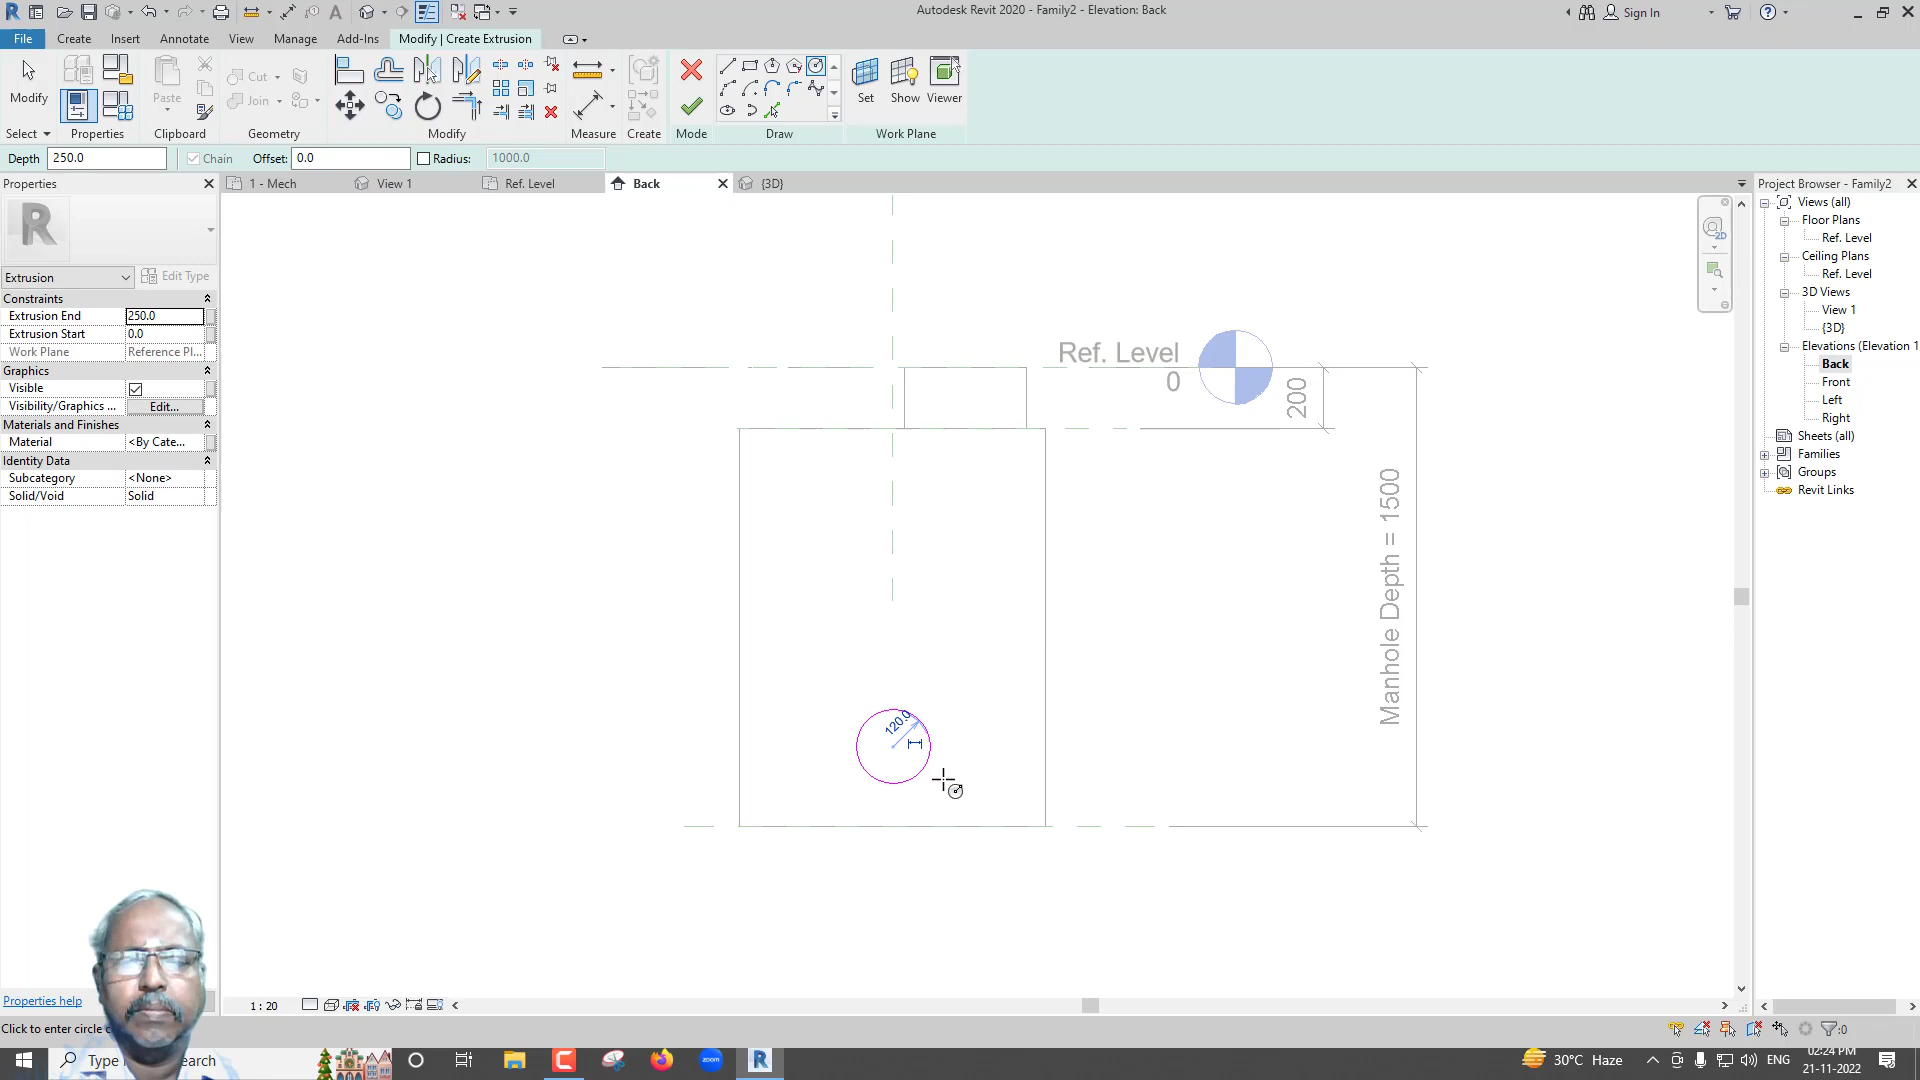 Autodesk Revit 2020 - Family2 - Elevation: Back
Sign In
File
Create
Insert
Annotate
View
Manage
Add-Ins
Modify | Create Extrusion
Modify
Paste
Cut
Join
Set
Show
Viewer
Select
Properties
Clipboard
Geometry
Modify
Measure
Create
Mode
Draw
Work Plane
Depth
250.0
Chain
Offset:
0.0
Radius:
1000.0
Properties
1 - Mech
View 1
Ref. Level
Back
{3D}
Project Browser - Family2
Extrusion
Edit Type
Constraints
Extrusion End
250.0
Extrusion Start
0.0
Work Plane
Reference Pl...
Graphics
Visible
Visibility/Graphics ...
Edit...
Materials and Finishes
Material
<By Cate...
Identity Data
Subcategory
<None>
Solid/Void
Solid
Properties help
Ref. Level
0
200
Manhole Depth = 1500
120.0
2D
Views (all)
Floor Plans
Ref. Level
Ceiling Plans
Ref. Level
3D Views
View 1
{3D}
Elevations (Elevation 1
Back
Front
Left
Right
Sheets (all)
Families
Groups
Revit Links
1 : 20
Click to enter circle c
:0
Type
search
zoom
30°C Haze
ENG
02:24 PM
21-11-2022